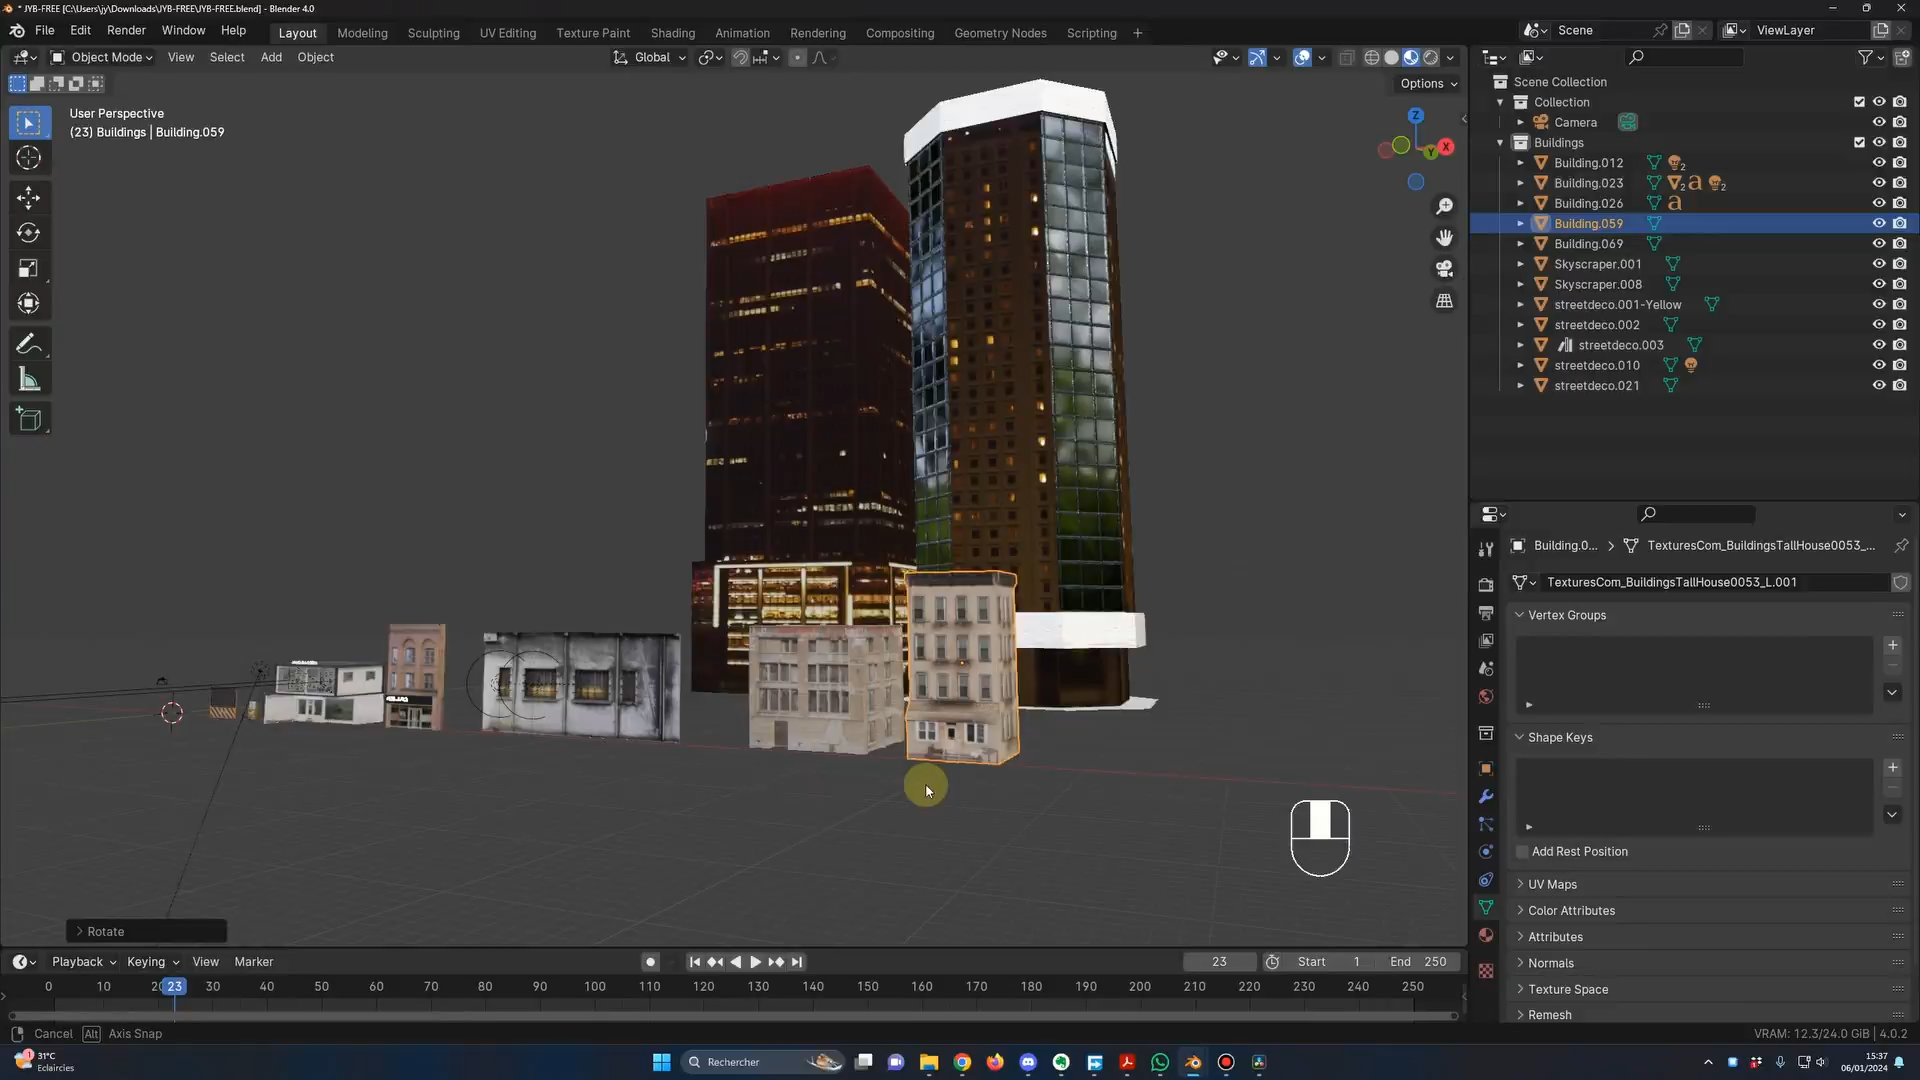 * JYB-FREE [C:\Users\jy\Downloads\JYB-FREE\JYB-FREE.blend] - Blender 4.0
File Edit Render Window Help
Layout Modeling Sculpting UV Editing Texture Paint Shading Animation Rendering Compositing Geometry Nodes Scripting +
Scene
ViewLayer
Object Mode View Select Add Object
Global
Options
User Perspective
(23) Buildings | Building.059
Z
X
Y
Scene Collection
Collection
Camera
Buildings
Building.012 2
Building.023 2 a 2
Building.026 a
Building.059
Building.069
Skyscraper.001
Skyscraper.008
streetdeco.001-Yellow
streetdeco.002
streetdeco.003
streetdeco.010
streetdeco.021
Building.0... > TexturesCom_BuildingsTallHouse0053_...
TexturesCom_BuildingsTallHouse0053_L.001
Vertex Groups
Shape Keys
Add Rest Position
UV Maps
Color Attributes
Attributes
Normals
Texture Space
Remesh
Rotate
Playback Keying View Marker
23
Start 1 End 250
0 10 20 23 30 40 50 60 70 80 90 100 110 120 130 140 150 160 170 180 190 200 210 220 230 240 250
Cancel Alt Axis Snap
VRAM: 12.3/24.0 GiB | 4.0.2
1
31°C
Eclaircies
Rechercher
15:37
06/01/2024